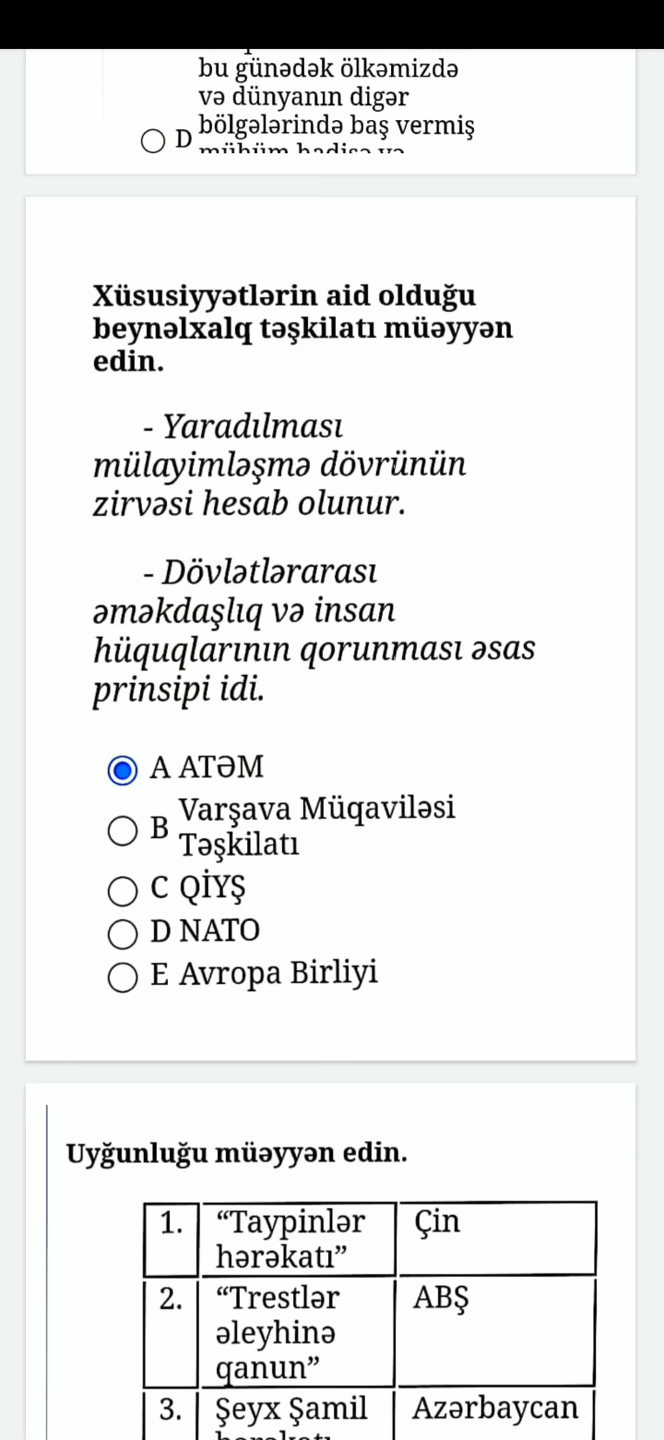 bu günədək ölkəmizdə
və dünyanın digər
bölgələrində baş vermiş
D
Xüsusiyyətlərin aid olduğu
beynəlxalq təşkilatı müəyyən
edin.
- Yaradılması
mülayimləşmə dövrünün
zirvəsi hesab olunur.
- Dövlətlərarası
əməkdaşlıq və insan
hüquqlarının qorunması əsas
prinsipi idi.
A ATƏM
B Varşava Müqaviləsi
Təşkilatı
C QİYŞ
D NATO
E Avropa Birliyi
Uyğunluğu müəyyən edin.
1. “Taypinlər Çin
hərəkatı”
2. “Trestlər ABŞ
əleyhinə
qanun”
3. Şeyx Şamil Azərbaycan